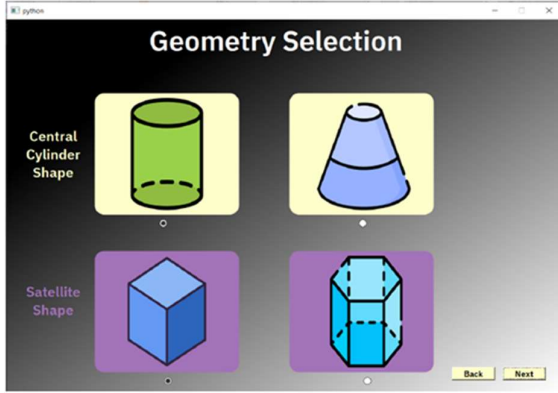 python
Geometry Selection
Central
Cylinder
Shape
Satellite
Shape
Back
Next